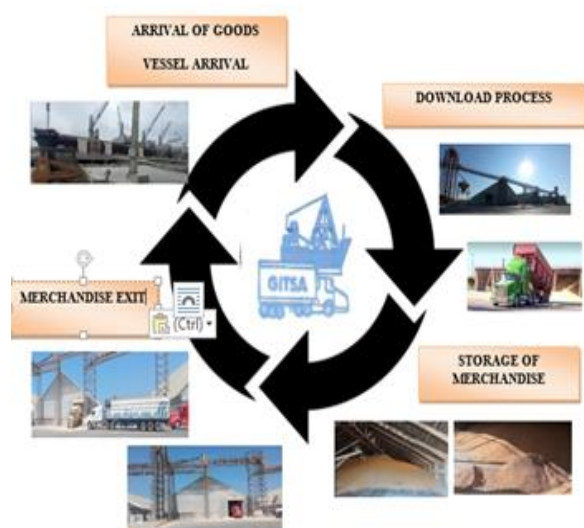 ARRIVAL OF GOODS
VESSEL ARRIVAL
DOWNLOAD PROCESS
GITSA
MERCHANDISE EXIT
(Ctrl)
STORAGE OF
MERCHANDISE